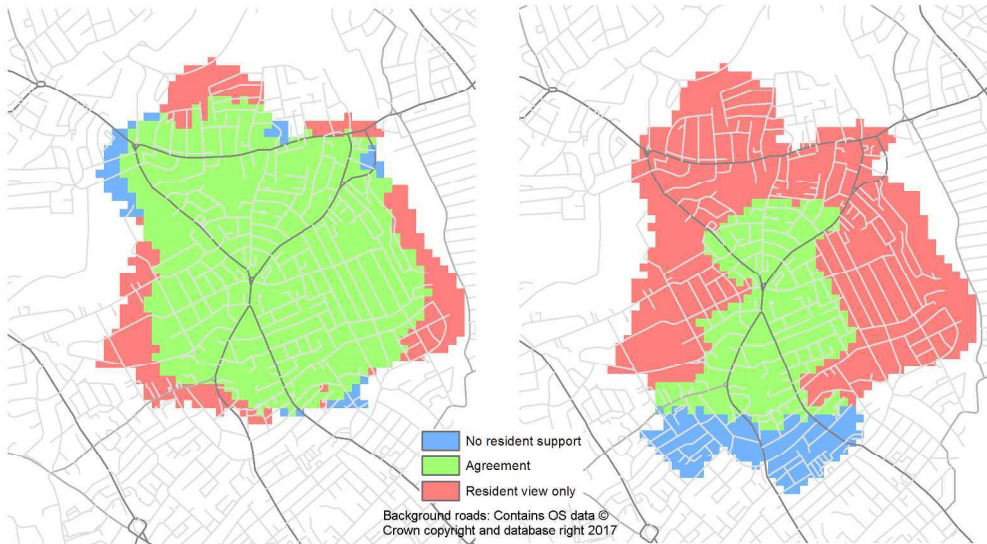 No resident support
Agreement
Resident view only
Background roads: Contains OS data ©
Crown copyright and database right 2017